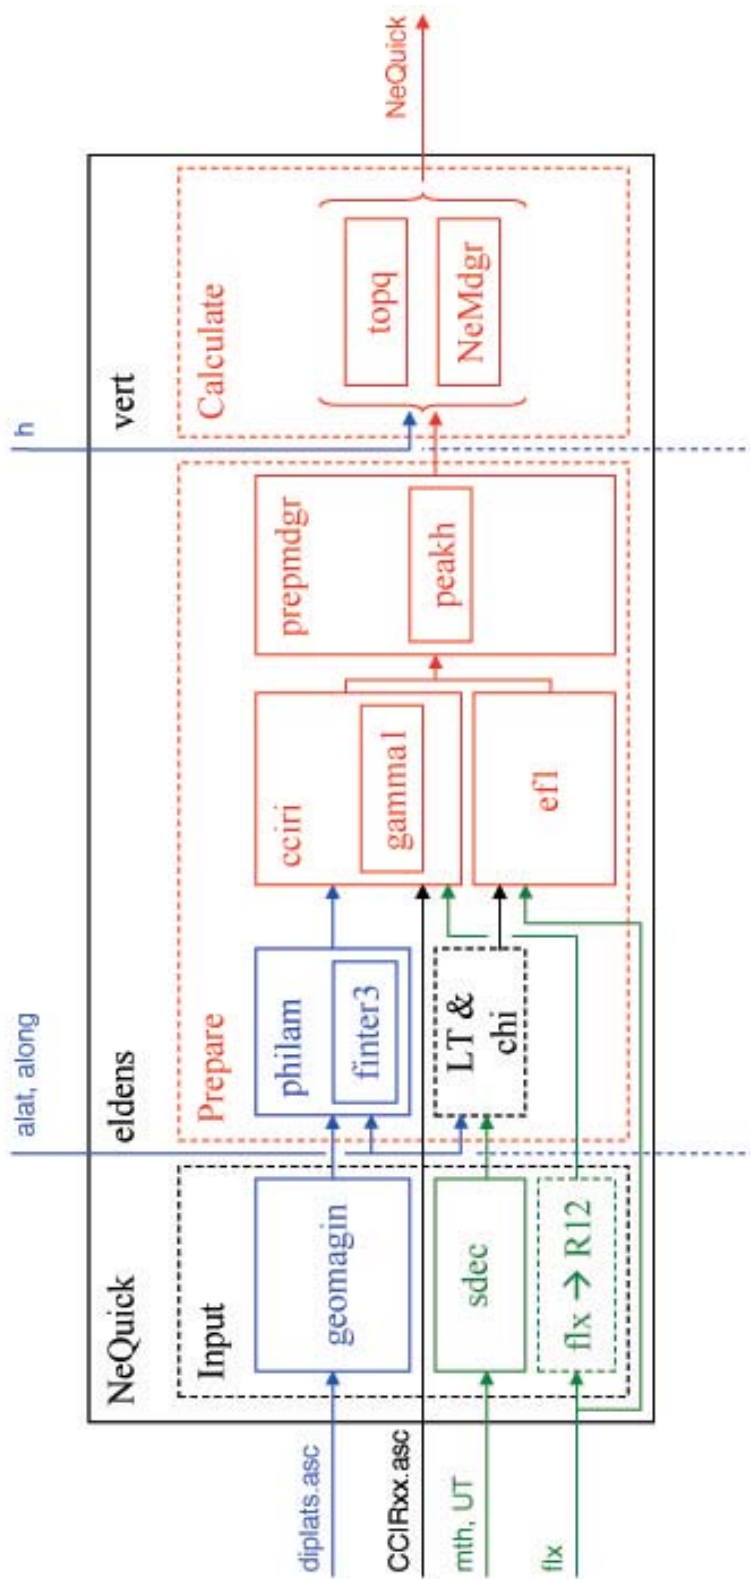 alat, along
h
NeQuick
eldens
vert
Input
Prepare
Calculate
diplats.asc
geomagin
philam
finter3
cciri
gamma1
prepmdgr
peakh
topq
NeMdgr
NeQuick
CCIRxx.asc
mth, UT
sdec
LT &
chi
ef1
flx
flx → R12